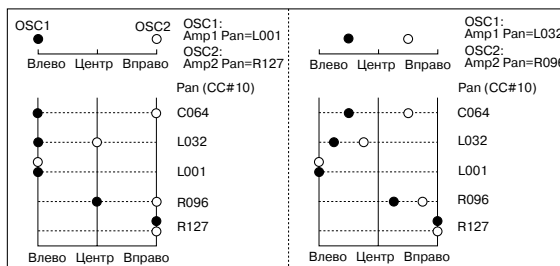 OSC1 OSC2
OSC1:
Amp1 Pan=L001
OSC2:
Amp2 Pan=R127
Влево Центр Вправо
Pan (CC#10)
C064
L032
L001
R096
R127
Влево Центр Вправо
OSC1:
Amp1 Pan=L032
OSC2:
Amp2 Pan=R096
Влево Центр Вправо
Pan (CC#10)
C064
L032
L001
R096
R127
Влево Центр Вправо